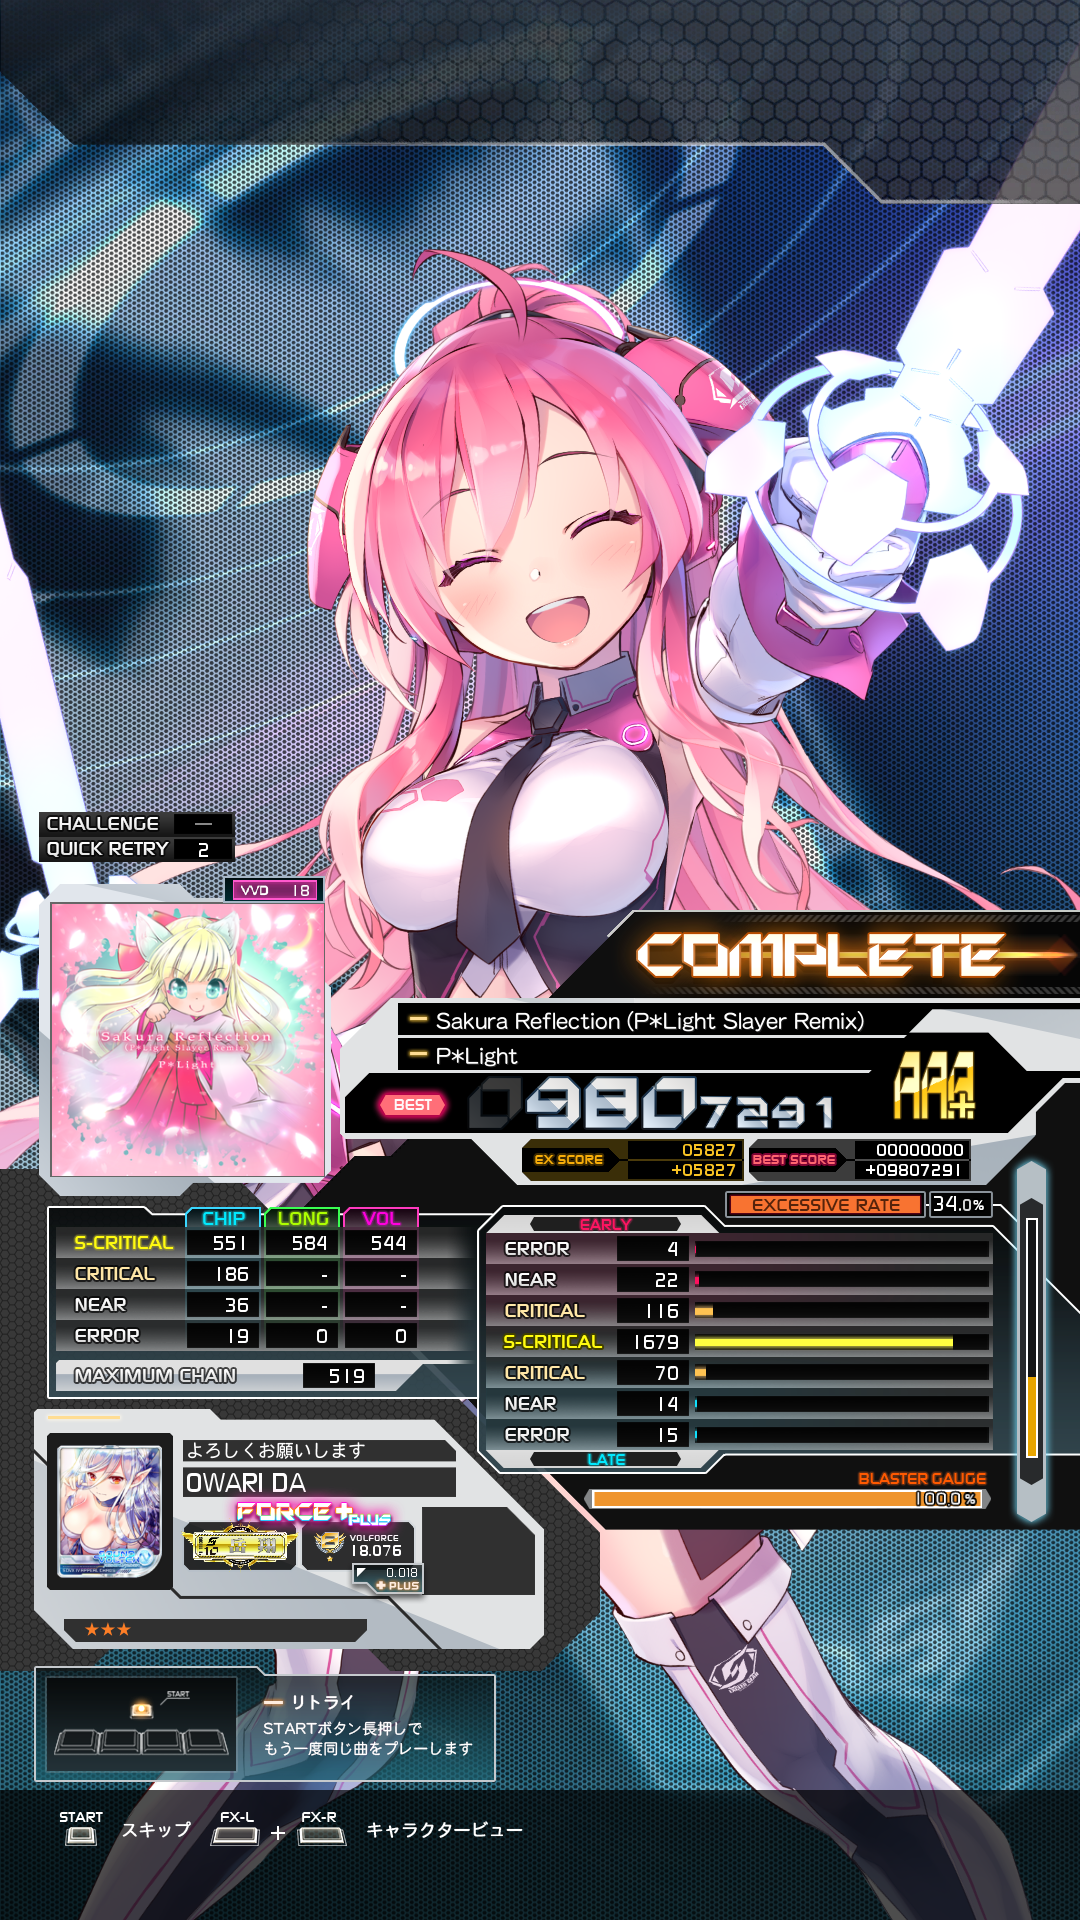 CHALLENGE —
QUICK RETRY 2
VVD 18
Sakura Reflection
(P*Light Slayer Remix)
P*Light
COMPLETE
Sakura Reflection (P*Light Slayer Remix)
P*Light
BEST 09807291 AAA+
EX SCORE 05827
+05827
BEST SCORE 00000000
+09807291
EXCESSIVE RATE 34.0%
CHIP LONG VOL
S-CRITICAL 551 584 544
CRITICAL 186 - -
NEAR 36 - -
ERROR 19 0 0
MAXIMUM CHAIN 519
EARLY
ERROR 4
NEAR 22
CRITICAL 116
S-CRITICAL 1679
CRITICAL 70
NEAR 14
ERROR 15
LATE
BLASTER GAUGE
100.0%
よろしくお願いします
OWARI DA
FORCE+PLUS
VOLFORCE
18.076
0.018
+PLUS
★★★
START
リトライ
STARTボタン長押しで
もう一度同じ曲をプレーします
START スキップ FX-L + FX-R キャラクタービュー